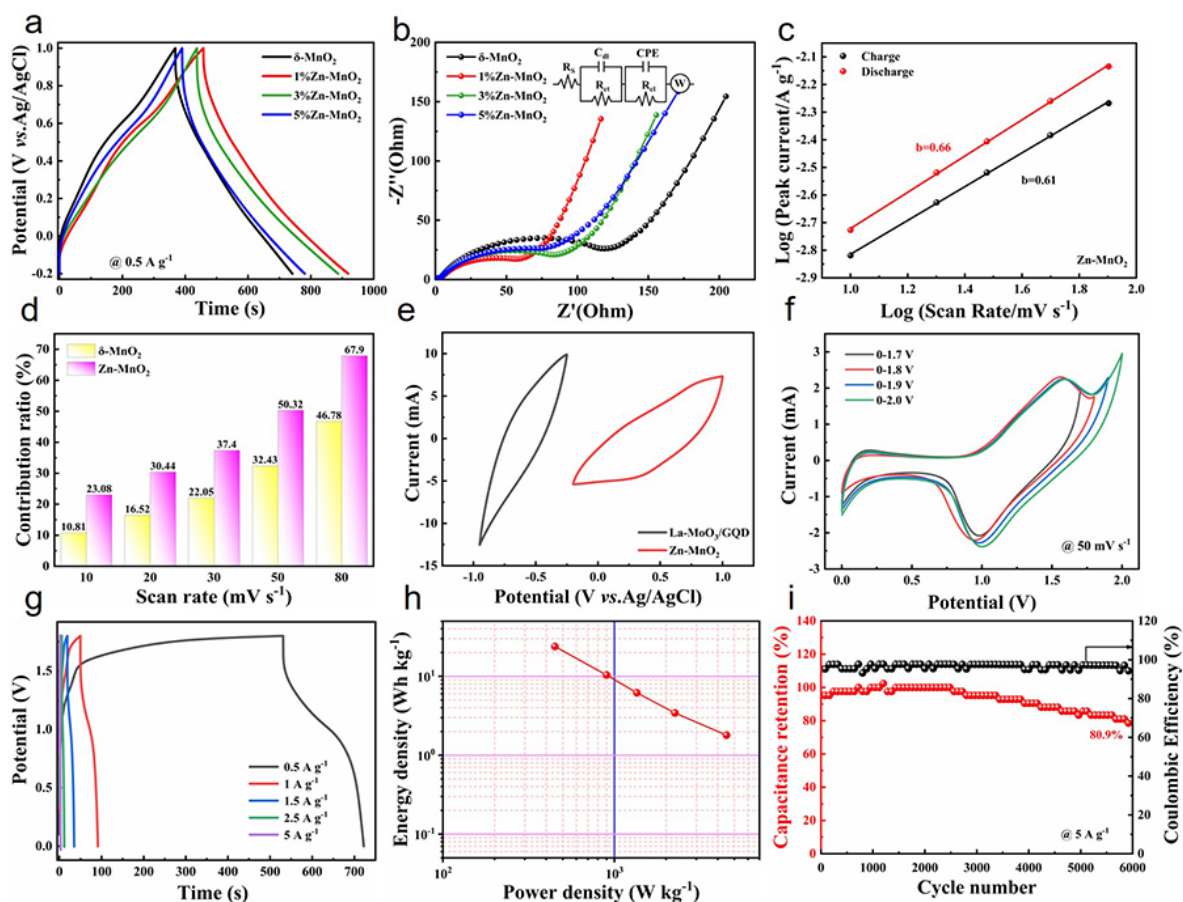 a
Potential (V vs.Ag/AgCl)
1.0
0.8
0.6
0.4
0.2
0.0
-0.2
δ-MnO₂
1%Zn-MnO₂
3%Zn-MnO₂
5%Zn-MnO₂
@ 0.5 A g⁻¹
0 200 400 600 800 1000
Time (s)
b
-Z''(Ohm)
200
175
150
125
100
75
50
25
0
δ-MnO₂
1%Zn-MnO₂
3%Zn-MnO₂
5%Zn-MnO₂
Cdl CPE
Rs
W
0 50 100 150 200 250
Z'(Ohm)
c
Log (Peak current/A g⁻¹)
-2.0
-2.1
-2.2
-2.3
-2.4
-2.5
-2.6
-2.7
-2.8
-2.9
Charge
Discharge
b=0.66
b=0.61
Zn-MnO₂
1.0 1.2 1.4 1.6 1.8 2.0
Log (Scan Rate/mV s⁻¹)
d
Contribution ratio (%)
70
60
50
40
30
20
10
0
δ-MnO₂
Zn-MnO₂
10.81 23.08 16.52 30.44 22.05 37.4 32.43 50.32 46.78 67.9
10 20 30 50 80
Scan rate (mV s⁻¹)
e
Current (mA)
15
10
5
0
-5
-10
-15
La-MoO₃/GQD
Zn-MnO₂
-1.0 -0.5 0.0 0.5 1.0
Potential (V vs.Ag/AgCl)
f
Current (mA)
3
2
1
0
-1
-2
-3
0-1.7 V
0-1.8 V
0-1.9 V
0-2.0 V
@ 50 mV s⁻¹
0.0 0.5 1.0 1.5 2.0
Potential (V)
g
Potential (V)
1.5
1.0
0.5
0.0
0.5 A g⁻¹
1 A g⁻¹
1.5 A g⁻¹
2.5 A g⁻¹
5 A g⁻¹
0 100 200 300 400 500 600 700
Time (s)
h
Energy density (Wh kg⁻¹)
10²
10¹
10⁰
10⁻¹
10² 10³
Power density (W kg⁻¹)
i
Capacitance retention (%)
140
120
100
80
60
40
20
0
80.9%
@ 5 A g⁻¹
0 1000 2000 3000 4000 5000 6000
Cycle number
120
100
80
60
40
20
0
Coulombic Efficiency (%)